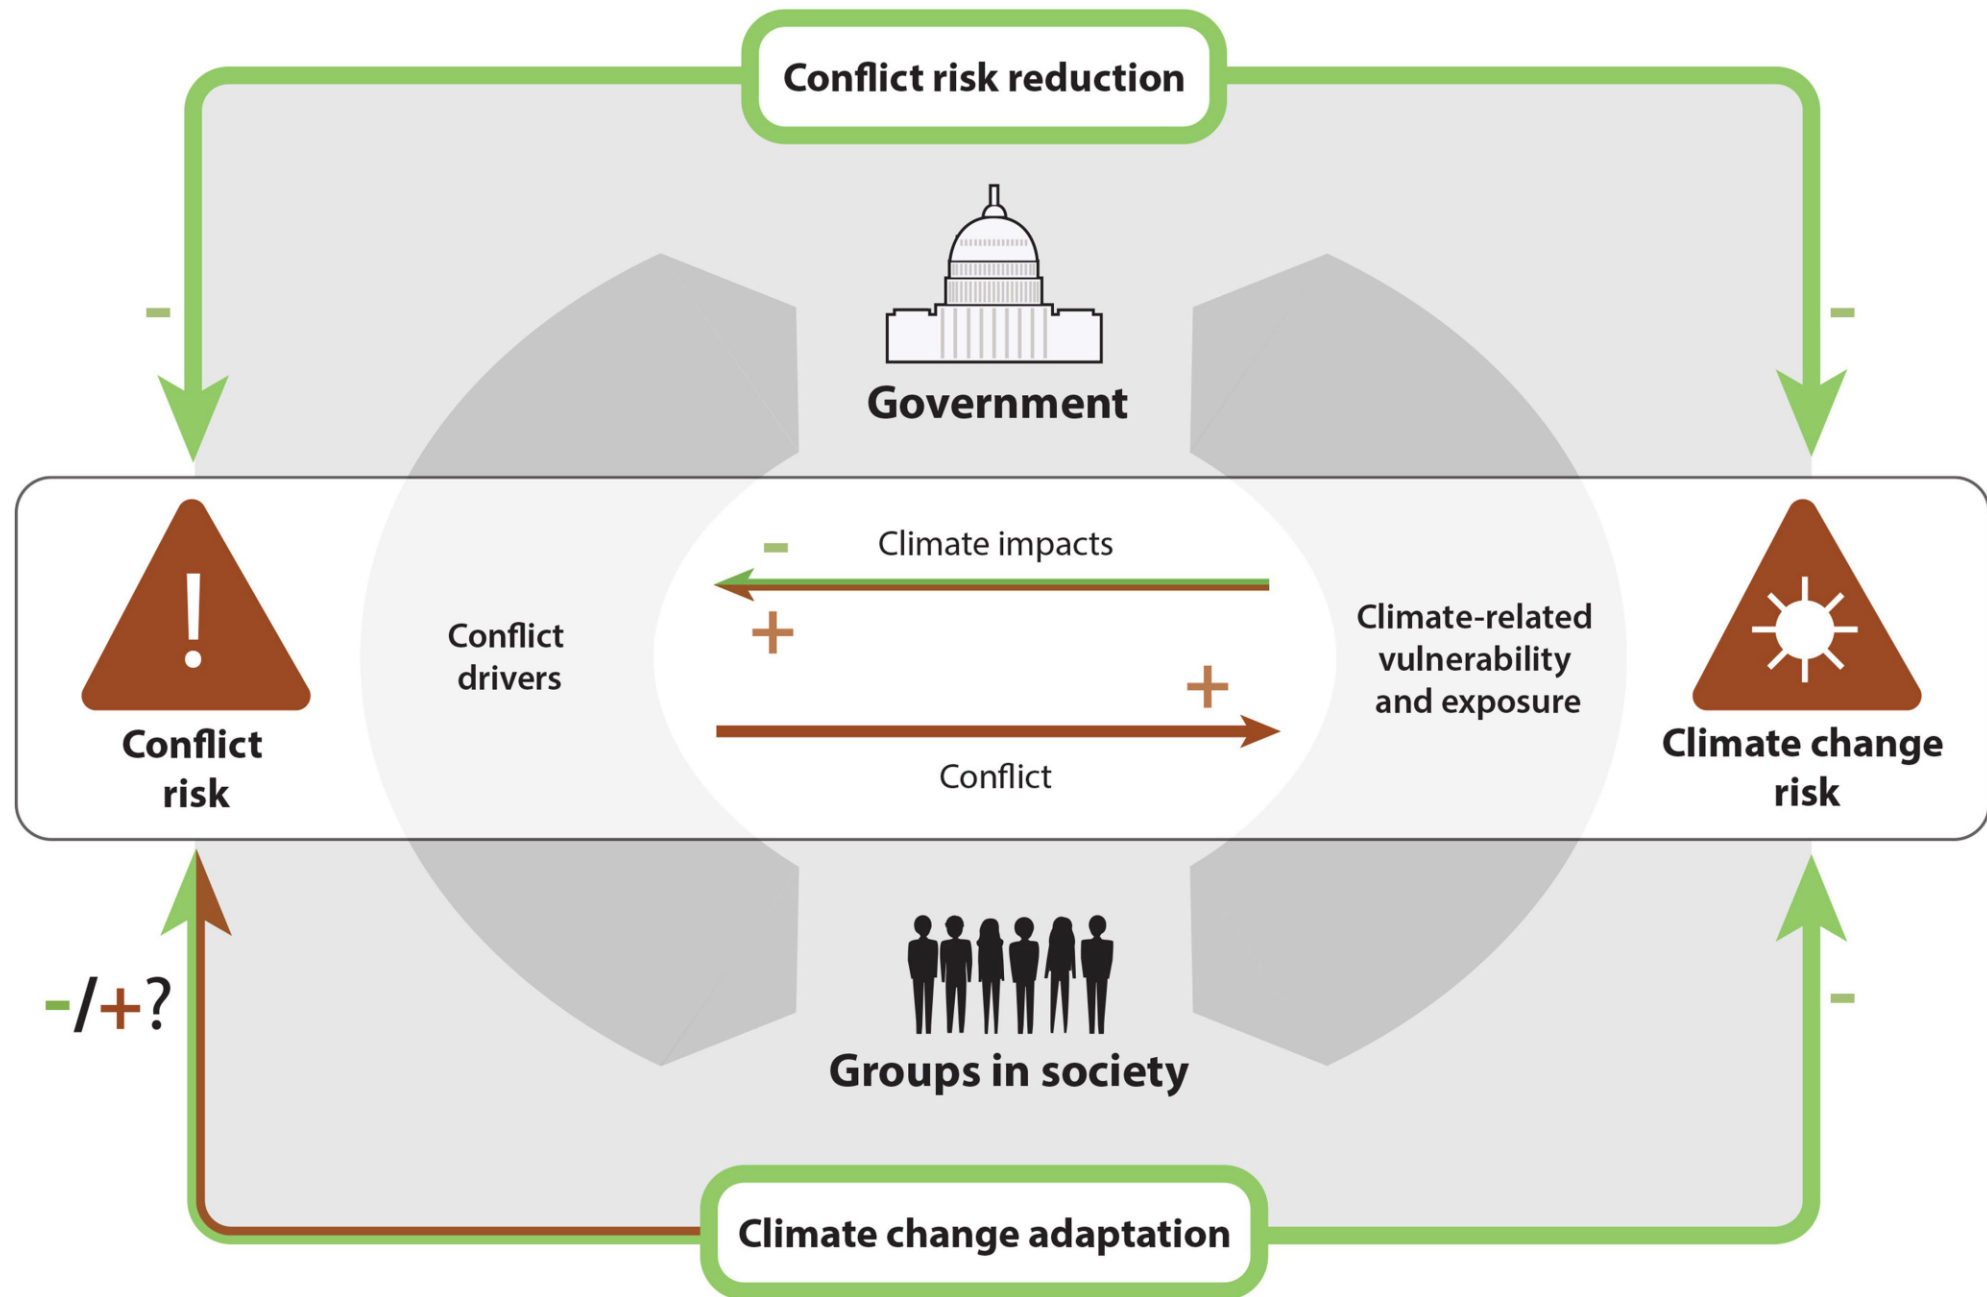 Conflict risk reduction
-
-
Government
-
Climate impacts
+
Conflict
drivers
Climate-related
vulnerability
and exposure
+
Conflict
Conflict
risk
Climate change
risk
-/+?
-
Groups in society
Climate change adaptation